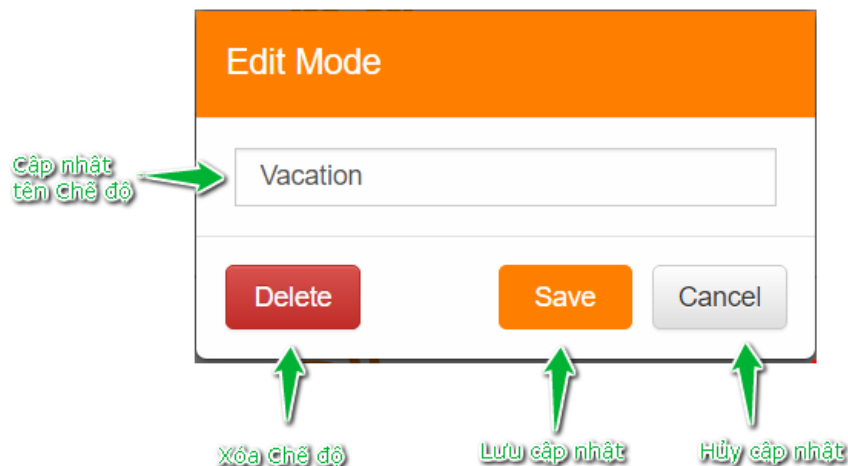 Edit Mode
Cập nhật
tên Chế độ
Vacation
Delete
Save
Cancel
Xóa Chế độ
Lưu cập nhật
Hủy cập nhật